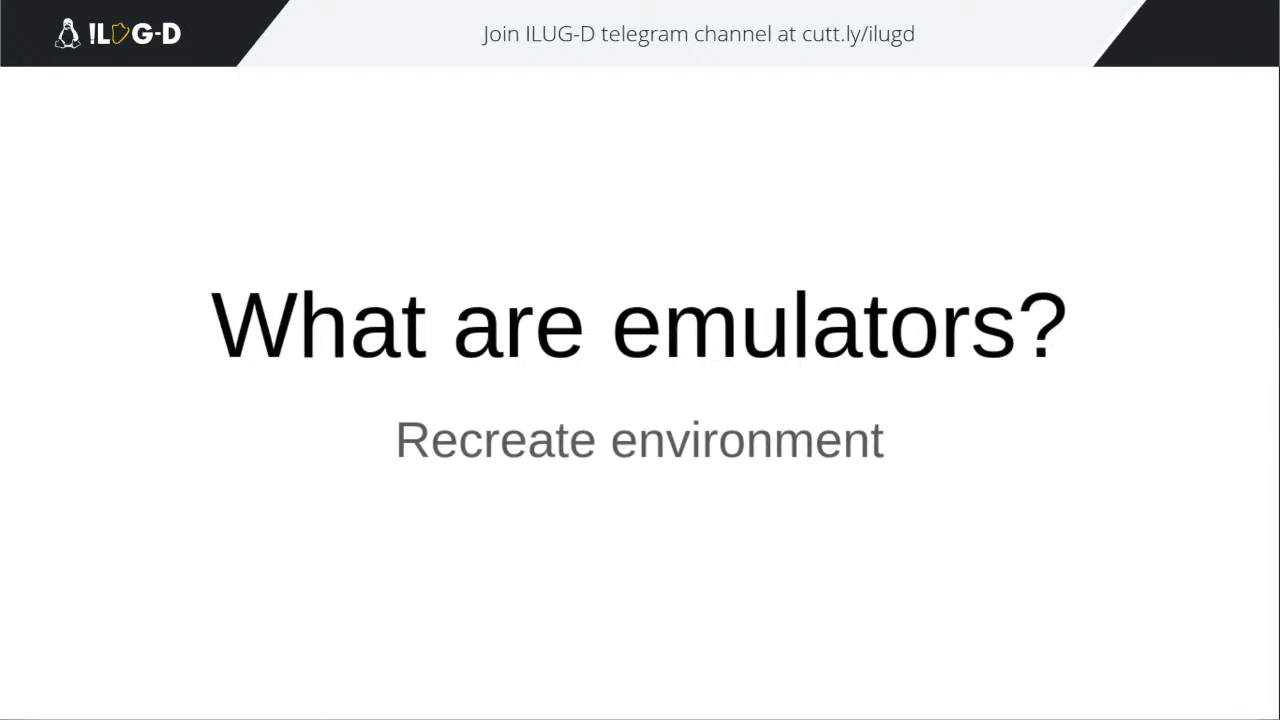 ILUG-D
Join ILUG-D telegram channel at cutt.ly/ilugd
What are emulators?
Recreate environment